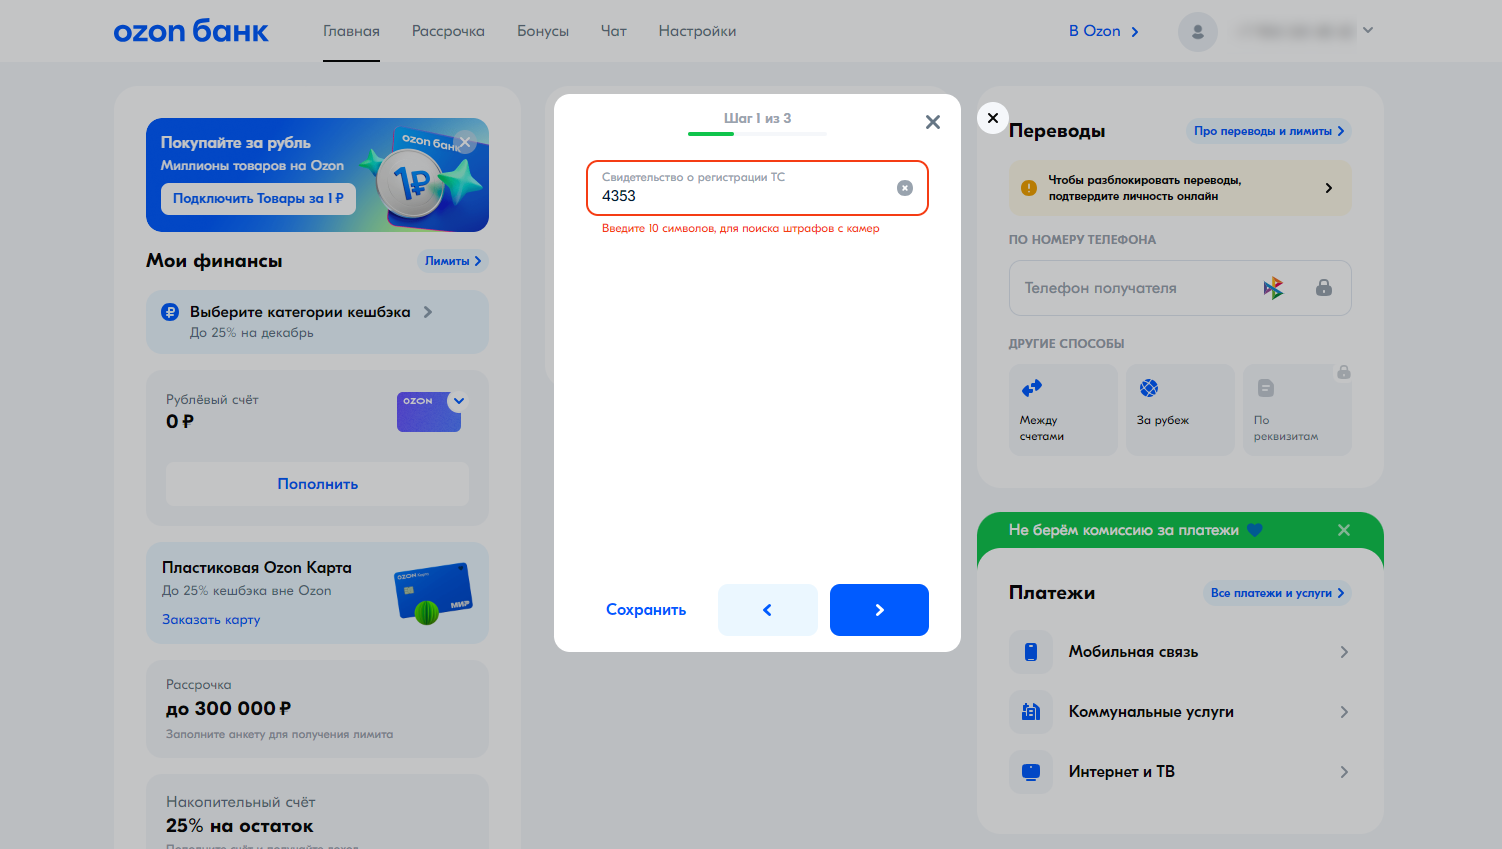 ozon банк
Главная
Рассрочка
Бонусы
Чат
Настройки
В Ozon
Покупайте за рубль
Миллионы товаров на Ozon
Подключить Товары за 1 ₽
ozon бан
1₽
Мои финансы
Лимиты
Выберите категории кешбэка
До 25% на декабрь
Рублёвый счёт
0 ₽
OZON
Пополнить
Пластиковая Ozon Карта
До 25% кешбэка вне Ozon
Заказать карту
OZON Карта
МИР
Рассрочка
до 300 000 ₽
Заполните анкету для получения лимита
Накопительный счёт
25% на остаток
Пополните счёт и получайте доход
Шаг 1 из 3
Свидетельство о регистрации ТС
4353
Введите 10 символов, для поиска штрафов с камер
Сохранить
Переводы
Про переводы и лимиты
Чтобы разблокировать переводы,
подтвердите личность онлайн
ПО НОМЕРУ ТЕЛЕФОНА
Телефон получателя
ДРУГИЕ СПОСОБЫ
Между
счетами
За рубеж
По
реквизитам
Не берём комиссию за платежи
Платежи
Все платежи и услуги
Мобильная связь
Коммунальные услуги
Интернет и ТВ